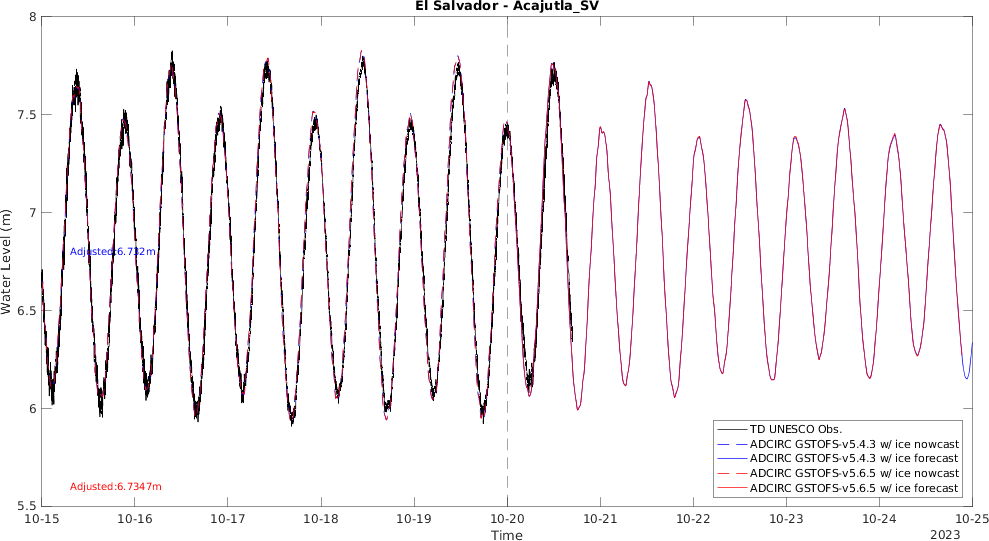 El Salvador - Acajutla_SV
8
7.5
7
6.5
6
5.5
Water Level (m)
Adjusted:6.732m
Adjusted:6.7347m
TD UNESCO Obs.
ADCIRC GSTOFS-v5.4.3 w/ ice nowcast
ADCIRC GSTOFS-v5.4.3 w/ ice forecast
ADCIRC GSTOFS-v5.6.5 w/ ice nowcast
ADCIRC GSTOFS-v5.6.5 w/ ice forecast
10-15 10-16 10-17 10-18 10-19 10-20 10-21 10-22 10-23 10-24 10-25
Time
2023